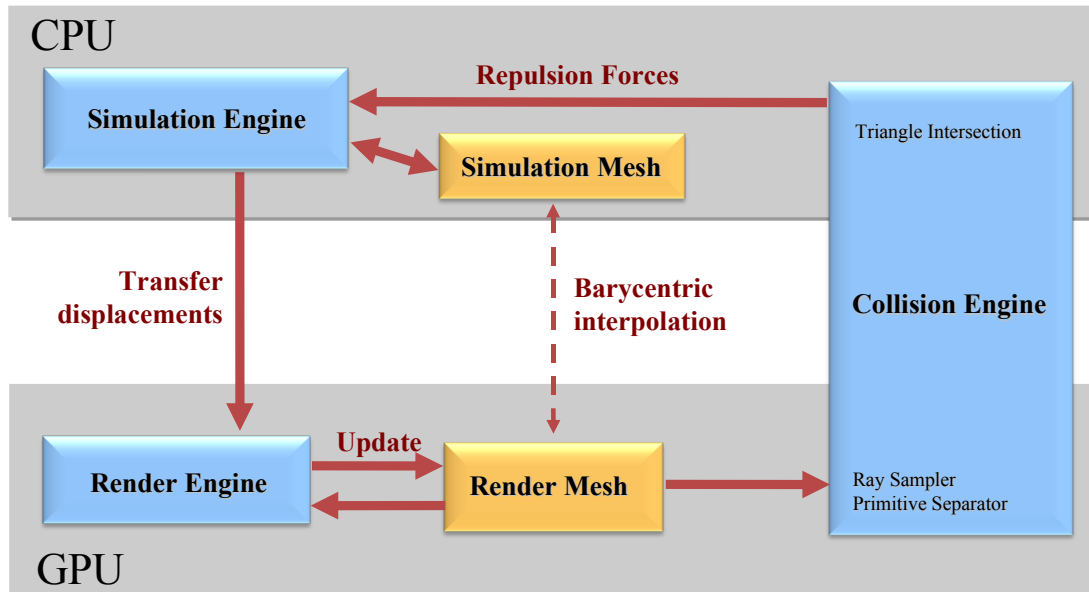 CPU
Repulsion Forces
Simulation Engine
Triangle Intersection
Simulation Mesh
Transfer
displacements
Barycentric
interpolation
Collision Engine
Update
Render Engine
Render Mesh
Ray Sampler
Primitive Separator
GPU